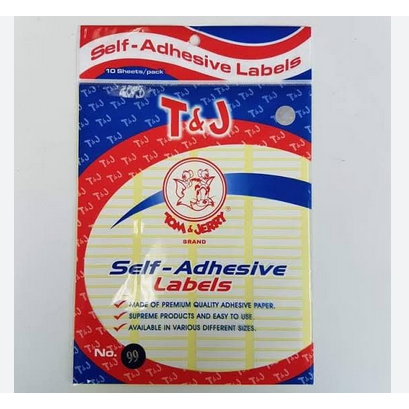 Self-Adhesive Labels
10 Sheets/pack
T&J
TOM & JERRY ®
BRAND
Self-Adhesive
Labels
MADE OF PREMIUM QUALITY ADHESIVE PAPER.
SUPREME PRODUCTS AND EASY TO USE.
AVAILABLE IN VARIOUS DIFFERENT SIZES.
No. 99